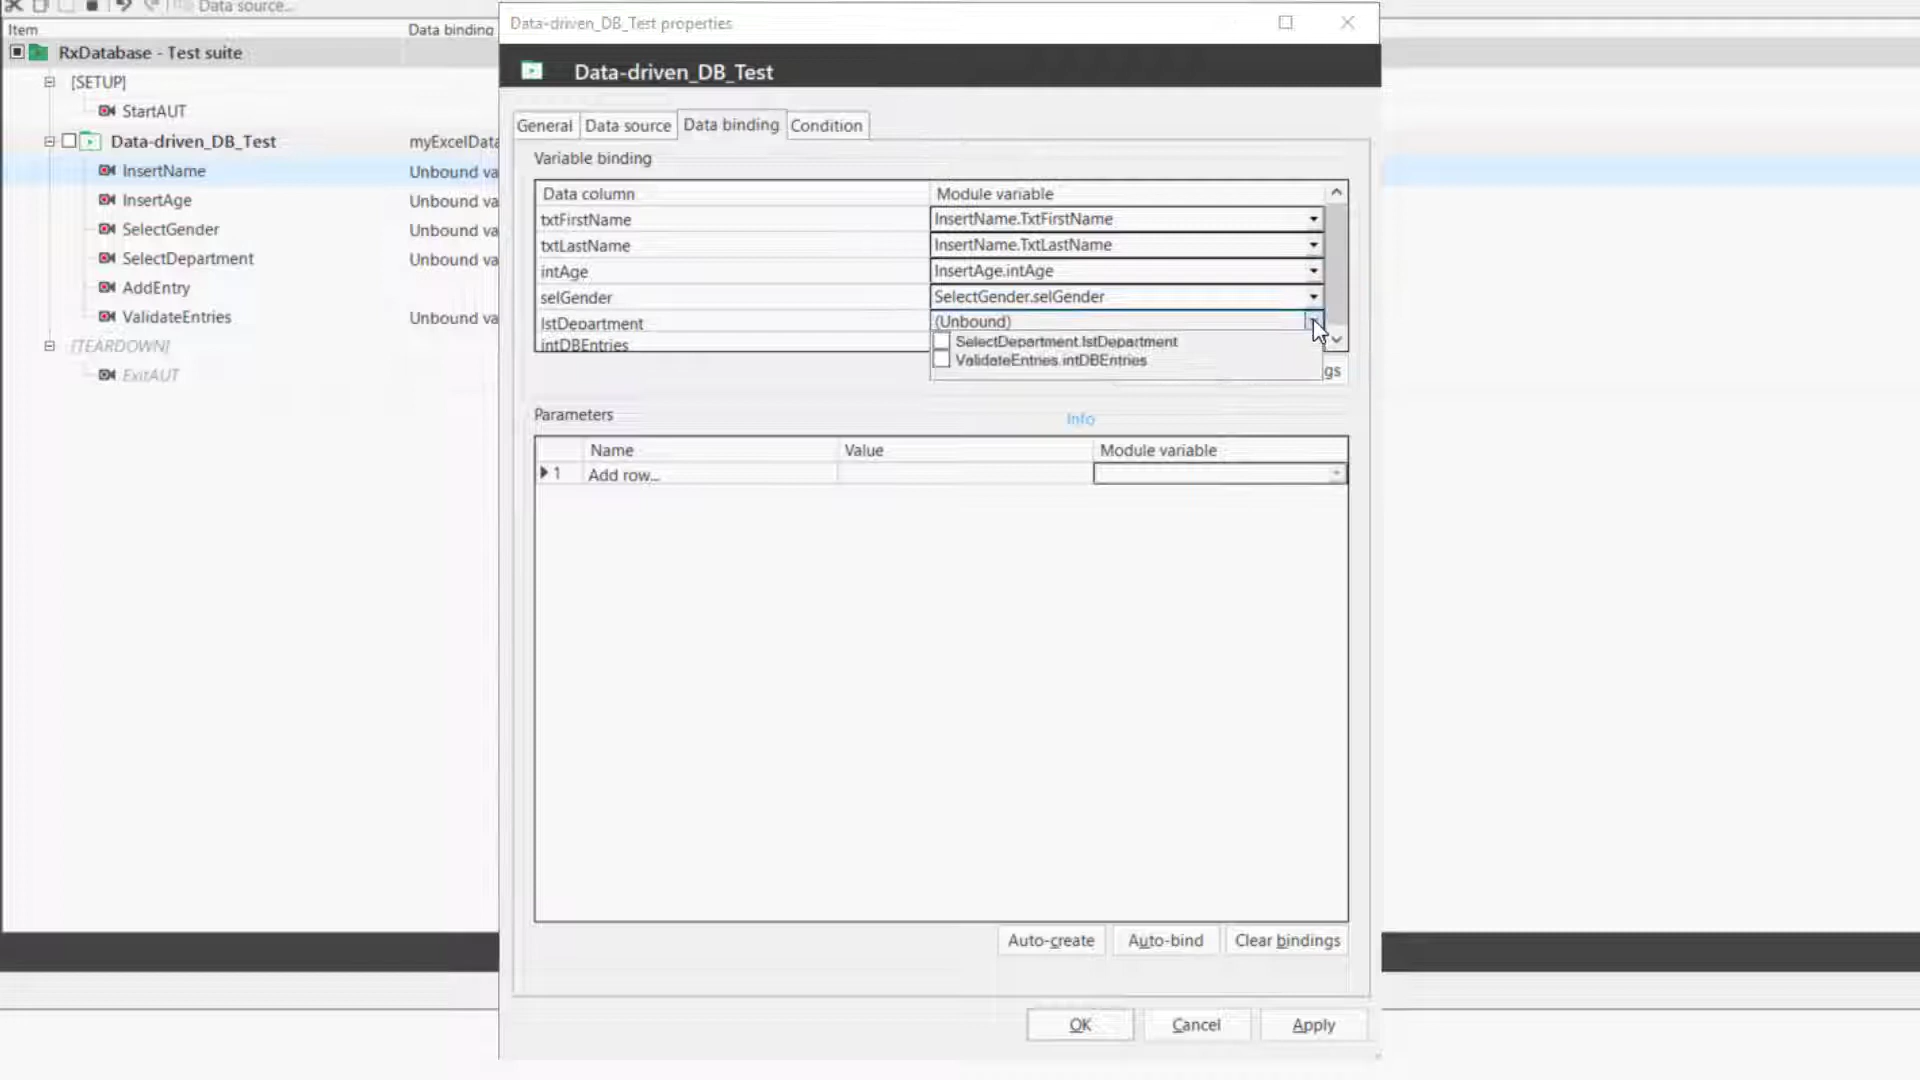 Data source...
Item
Data binding
RxDatabase - Test suite
[SETUP]
StartAUT
Data-driven_DB_Test
myExcelData
InsertName
Unbound va
InsertAge
Unbound va
SelectGender
Unbound va
SelectDepartment
Unbound va
AddEntry
ValidateEntries
Unbound va
[TEARDOWN]
ExitAUT
Data-driven_DB_Test properties
Data-driven_DB_Test
General
Data source
Data binding
Condition
Variable binding
Data column
Module variable
txtFirstName
InsertName.TxtFirstName
txtLastName
InsertName.TxtLastName
intAge
InsertAge.intAge
selGender
SelectGender.selGender
lstDepartment
(Unbound)
intDBEntries
SelectDepartment.lstDepartment
ValidateEntries.intDBEntries
gs
Parameters
Info
Name
Value
Module variable
1
Add row...
Auto-create
Auto-bind
Clear bindings
OK
Cancel
Apply